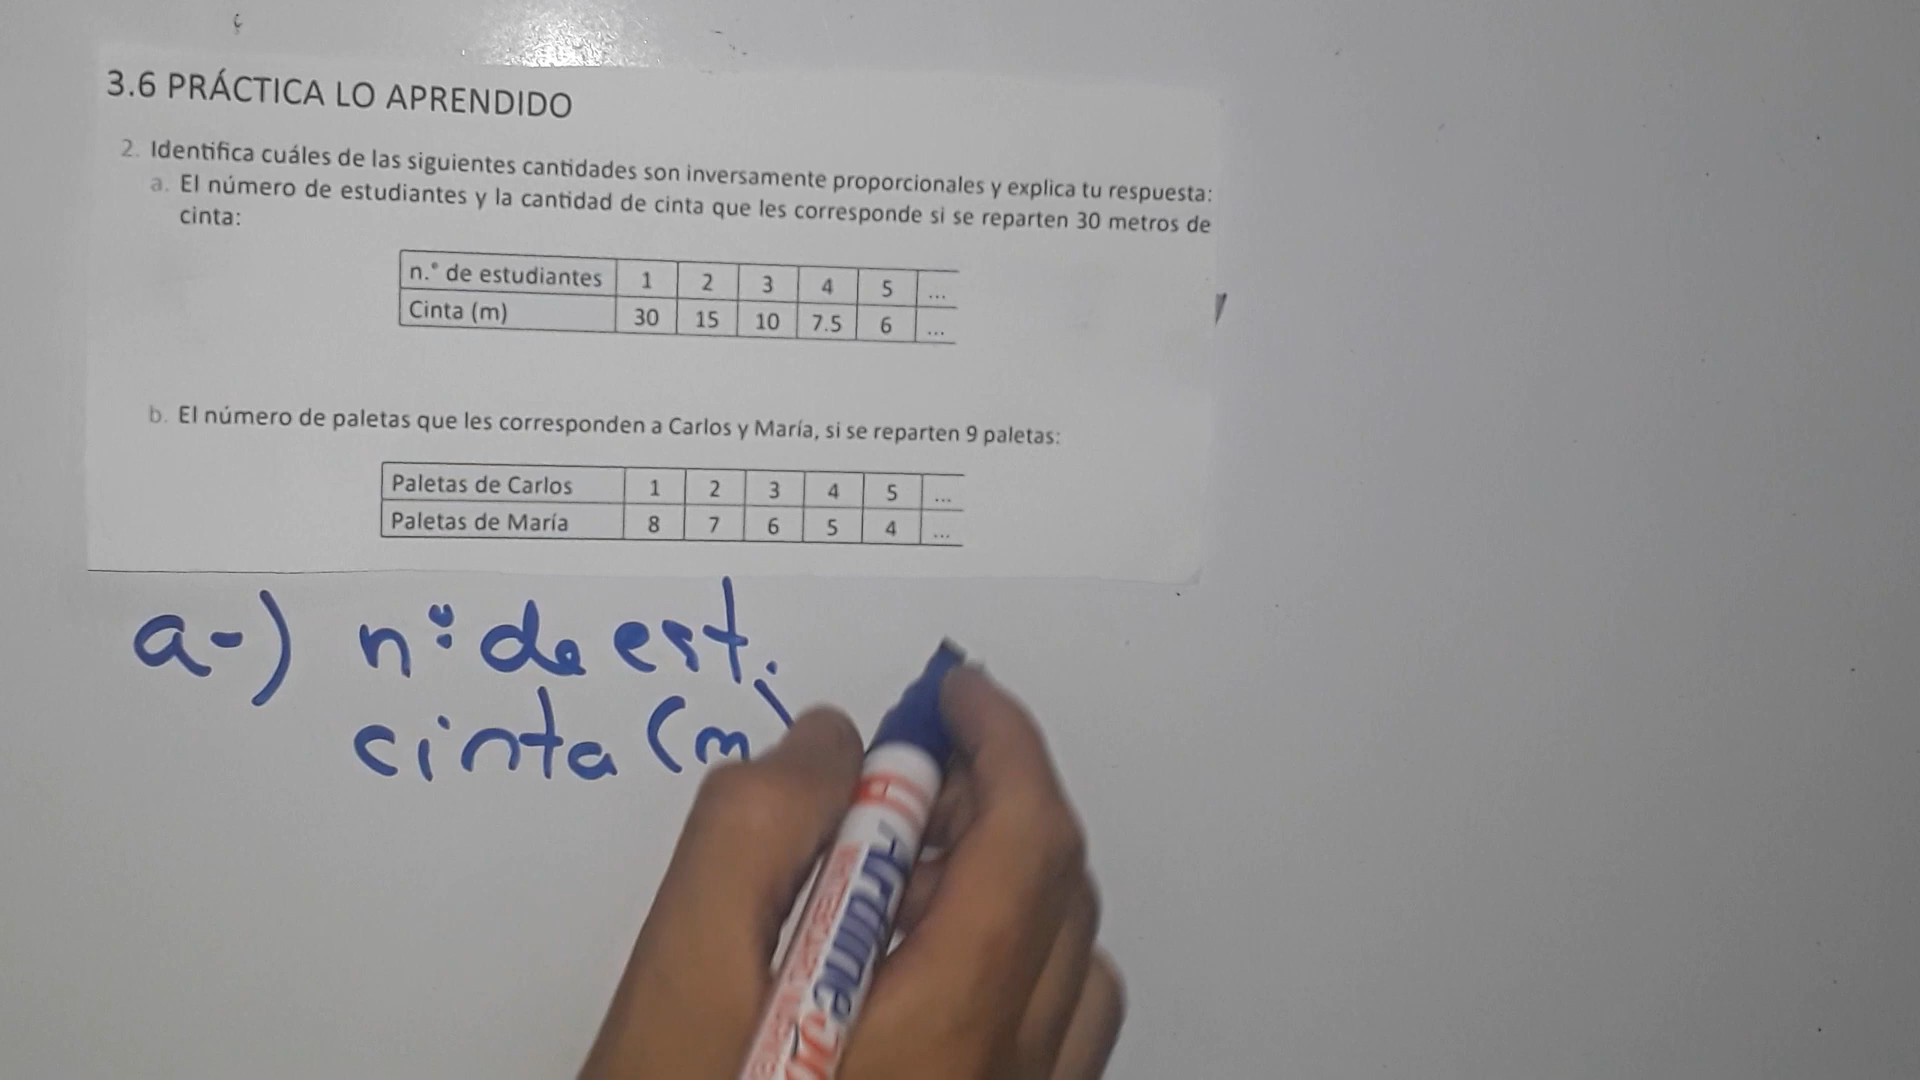 3.6 PRÁCTICA LO APRENDIDO
2. Identifica cuáles de las siguientes cantidades son inversamente proporcionales y explica tu respuesta:
a. El número de estudiantes y la cantidad de cinta que les corresponde si se reparten 30 metros de
cinta:
n.° de estudiantes 1 2 3 4 5 ...
Cinta (m) 30 15 10 7.5 6 ...
b. El número de paletas que les corresponden a Carlos y María, si se reparten 9 paletas:
Paletas de Carlos 1 2 3 4 5 ...
Paletas de María 8 7 6 5 4 ...
a-) n° de est.
cinta (m)
Artline